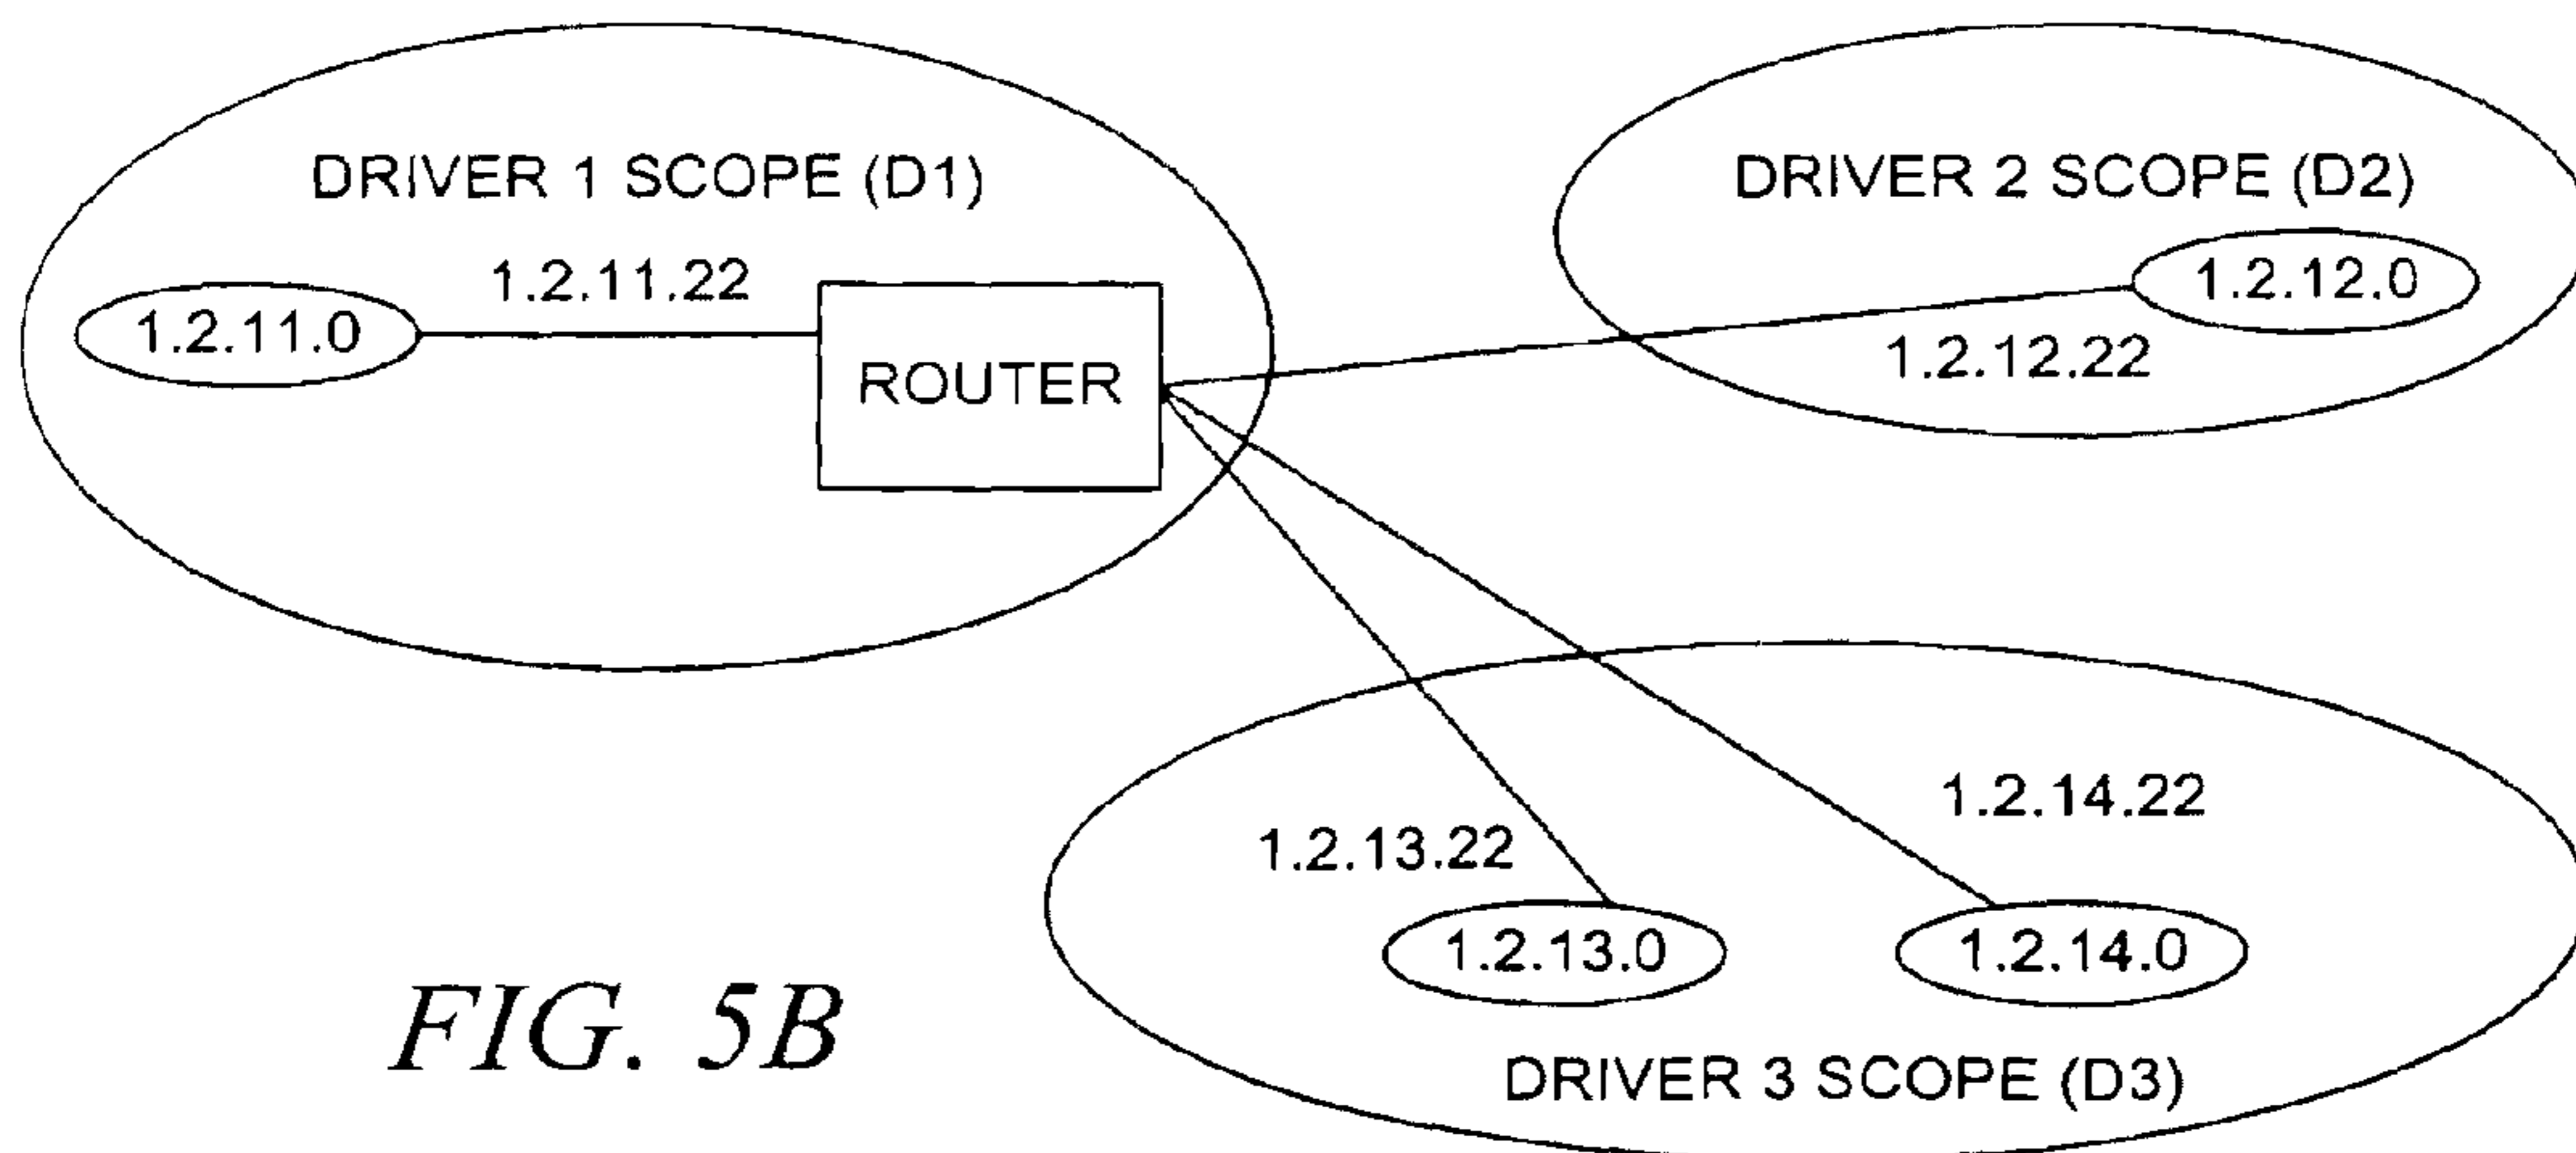 DRIVER 1 SCOPE (D1)
1.2.11.22
1.2.11.0
ROUTER
DRIVER 2 SCOPE (D2)
1.2.12.0
1.2.12.22
1.2.14.22
1.2.13.22
1.2.13.0
1.2.14.0
DRIVER 3 SCOPE (D3)
FIG. 5B